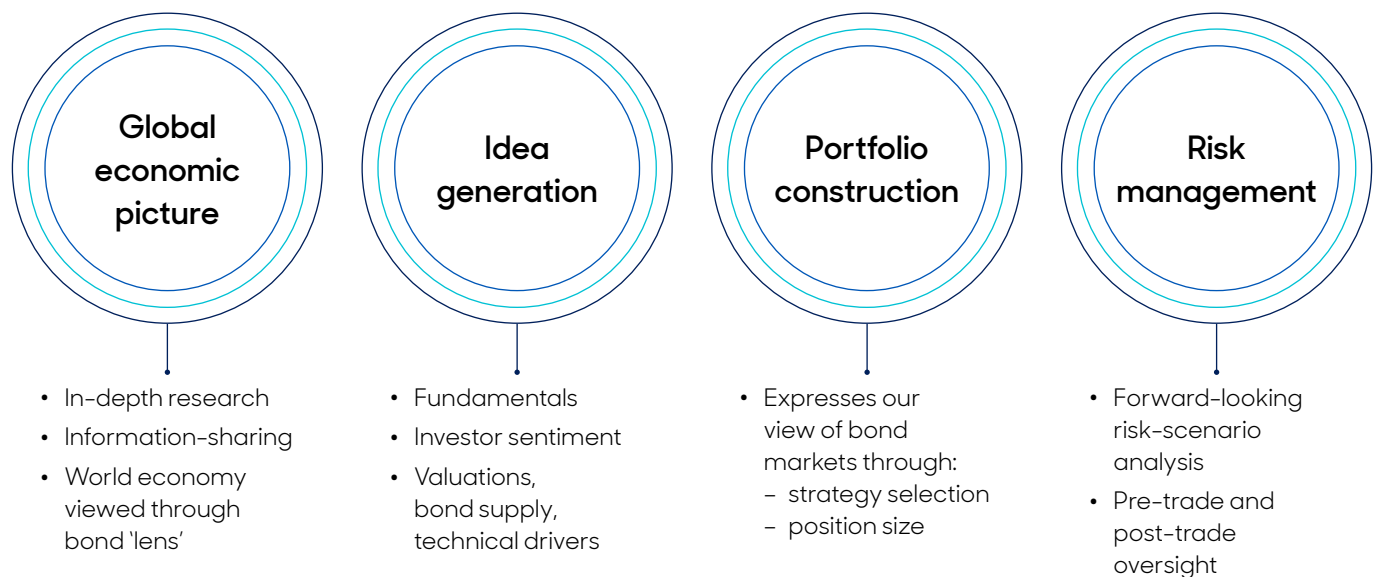 Global
economic
picture
• In-depth research
• Information-sharing
• World economy
viewed through
bond ‘lens’
Idea
generation
• Fundamentals
• Investor sentiment
• Valuations,
bond supply,
technical drivers
Portfolio
construction
• Expresses our
view of bond
markets through:
– strategy selection
– position size
Risk
management
• Forward-looking
risk-scenario
analysis
• Pre-trade and
post-trade
oversight